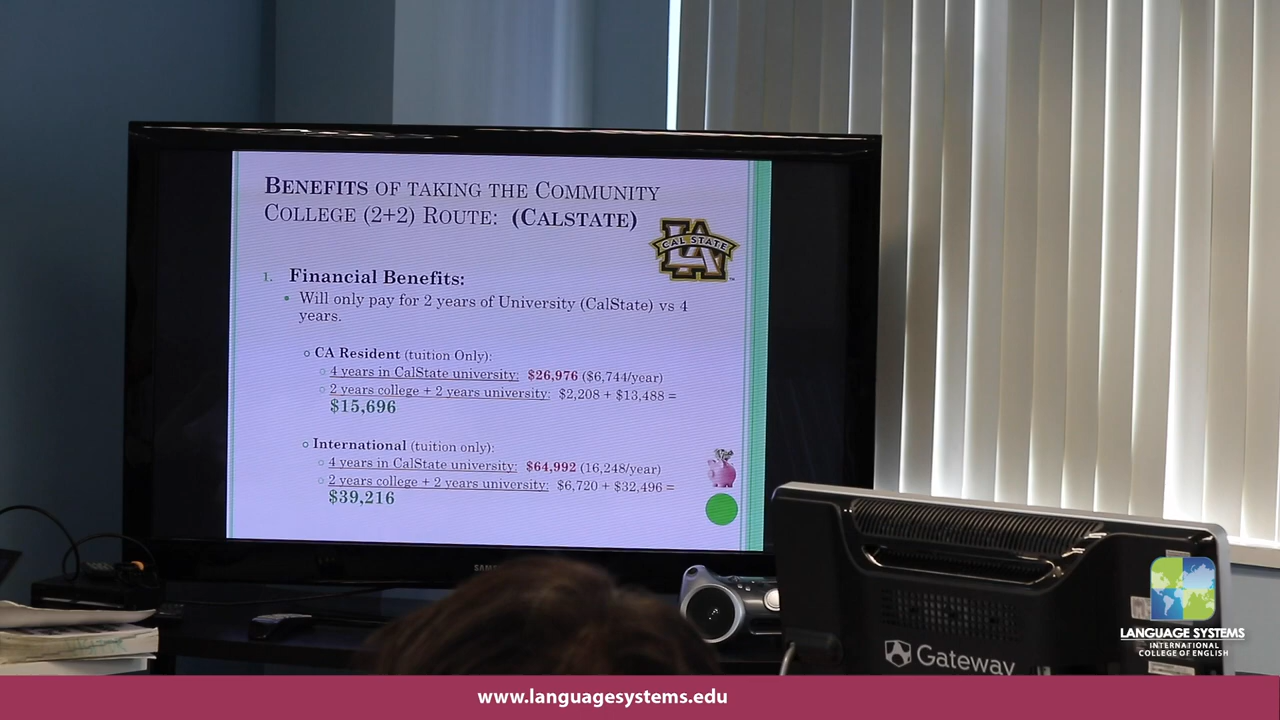 BENEFITS OF TAKING THE COMMUNITY
COLLEGE (2+2) ROUTE: (CALSTATE)
LA
CAL STATE
1. Financial Benefits:
• Will only pay for 2 years of University (CalState) vs 4
years.
CA Resident (tuition Only):
4 years in CalState university: $26,976 ($6,744/year)
2 years college + 2 years university: $2,208 + $13,488 =
$15,696
International (tuition only):
4 years in CalState university: $64,992 (16,248/year)
2 years college + 2 years university: $6,720 + $32,496 =
$39,216
Gateway
LANGUAGE SYSTEMS
INTERNATIONAL
COLLEGE OF ENGLISH
www.languagesystems.edu